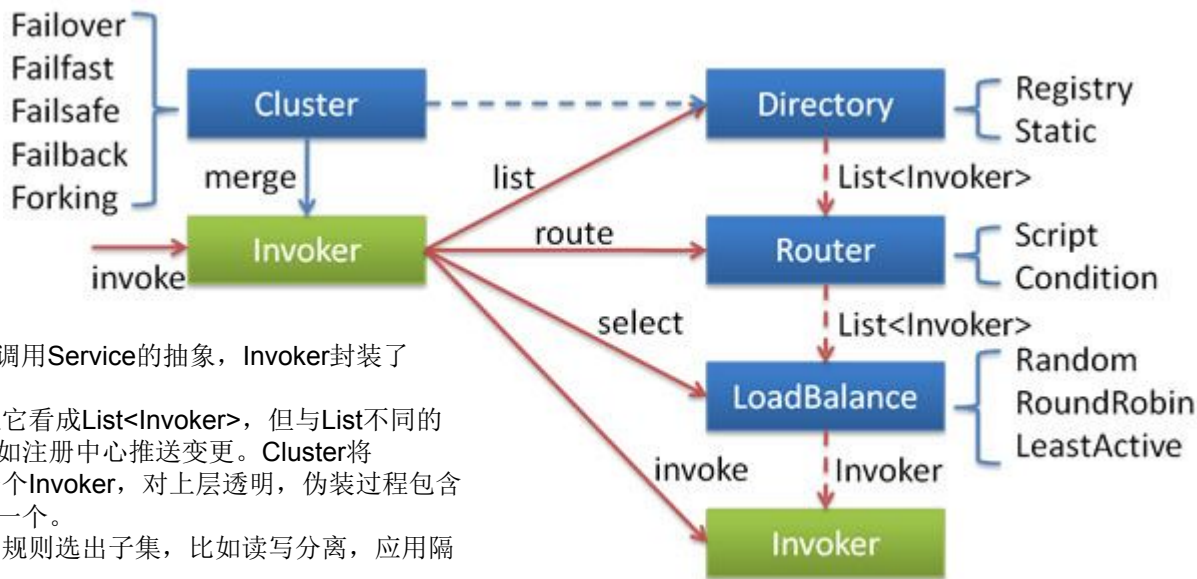 Failover
Failfast
Failsafe
Failback
Forking
Cluster
merge
invoke
Invoker
list
route
select
invoke
Directory
Registry
Static
List<Invoker>
Router
Script
Condition
List<Invoker>
LoadBalance
Random
RoundRobin
LeastActive
Invoker
Invoker
调用Service的抽象，Invoker封装了
它看成List<Invoker>，但与List不同的
如注册中心推送变更。Cluster将
个Invoker，对上层透明，伪装过程包含
一个。
规则选出子集，比如读写分离，应用隔